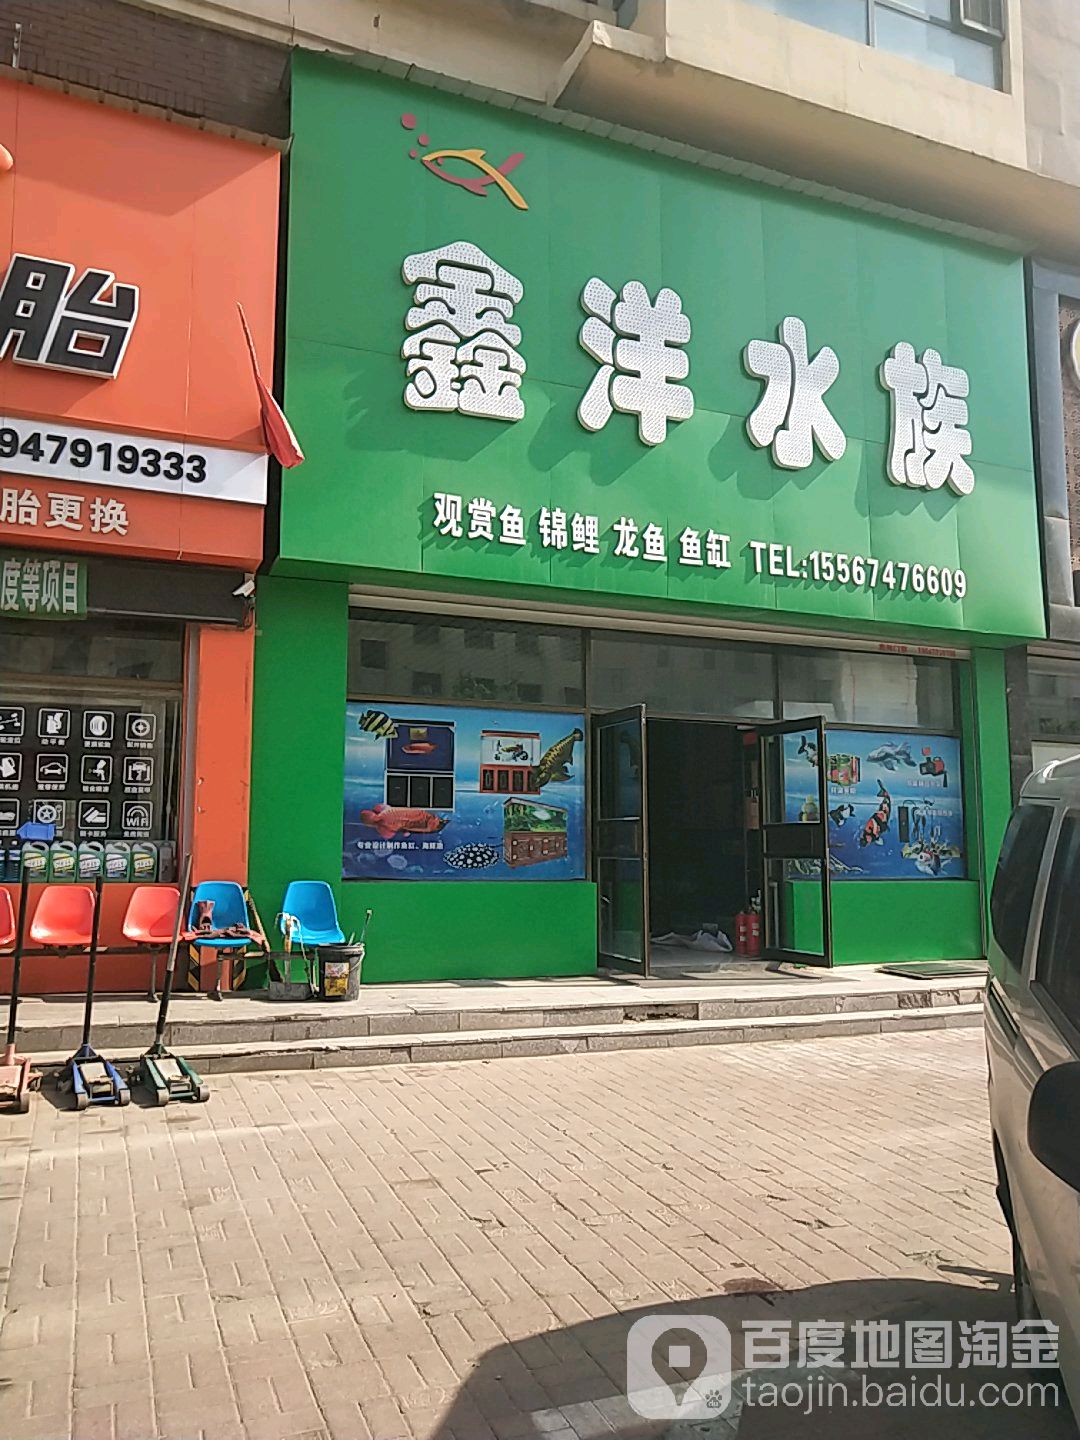 胎
947919333
胎更换
度等项目
WiFi
鑫洋水族
观赏鱼 锦鲤 龙鱼 鱼缸 TEL:15567476609
专业设计制作鱼缸、海鲜池
百度地图淘金
taojin.baidu.com